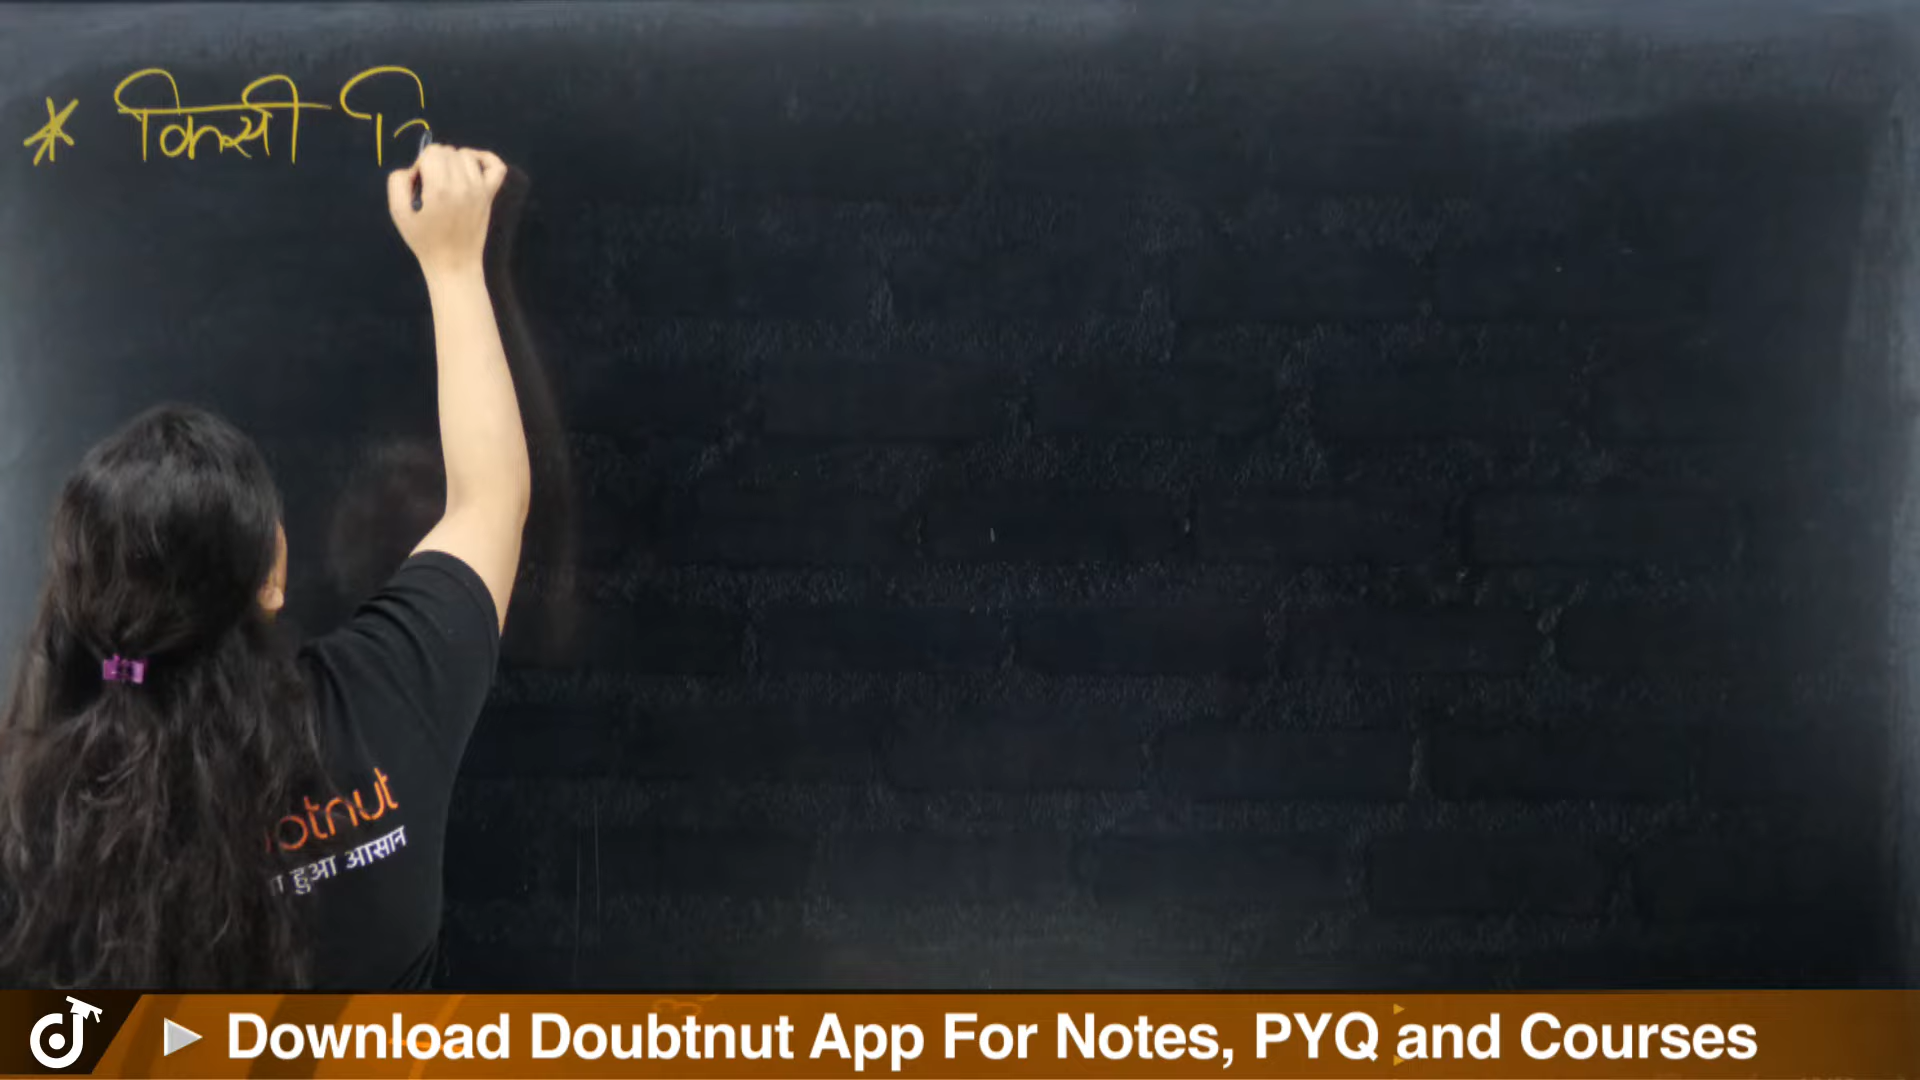 * किसी
otnut
हुआ आसान
Download Doubtnut App For Notes, PYQ and Courses